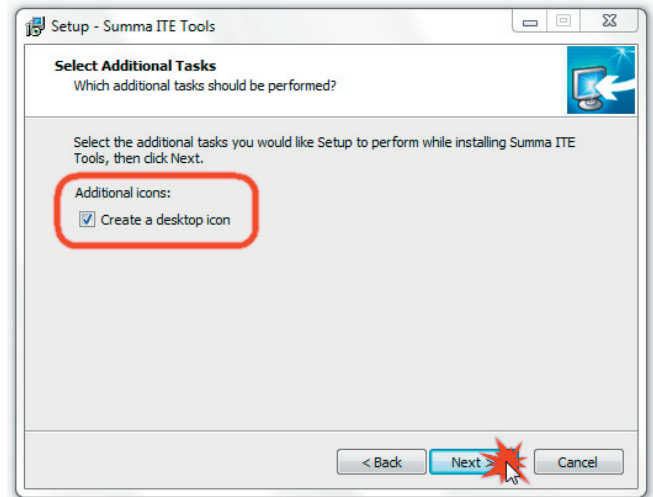 Setup - Summa ITE Tools
Select Additional Tasks
Which additional tasks should be performed?
Select the additional tasks you would like Setup to perform while installing Summa ITE
Tools, then click Next.
Additional icons:
Create a desktop icon
< Back Next > Cancel